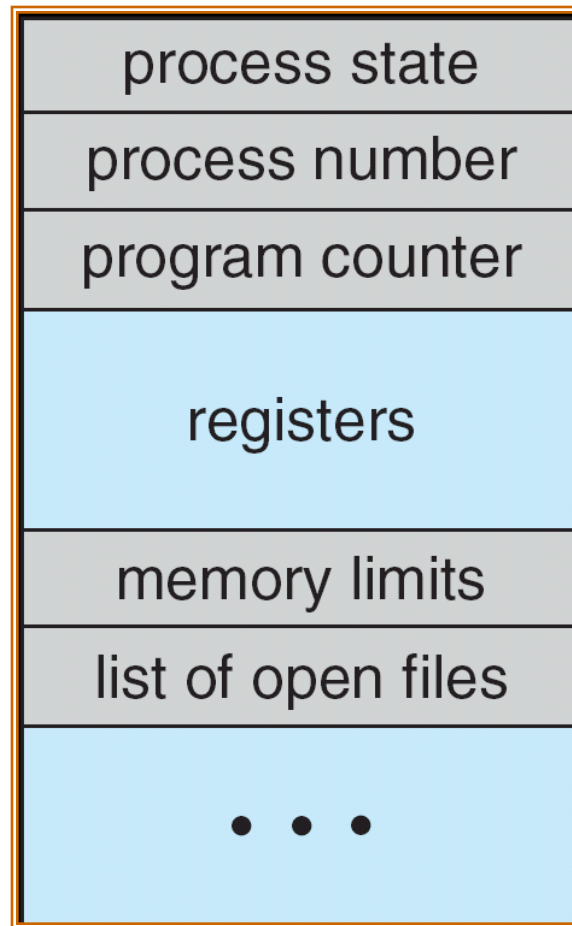 process state
process number
program counter
registers
memory limits
list of open files
• • •